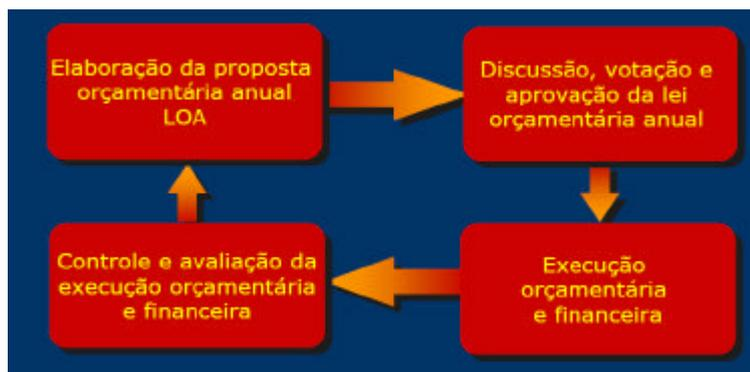 Elaboração da proposta
orçamentária anual
LOA
Discussão, votação e
aprovação da lei
orçamentária anual
Controle e avaliação da
execução orçamentária
e financeira
Execução
orçamentária
e financeira